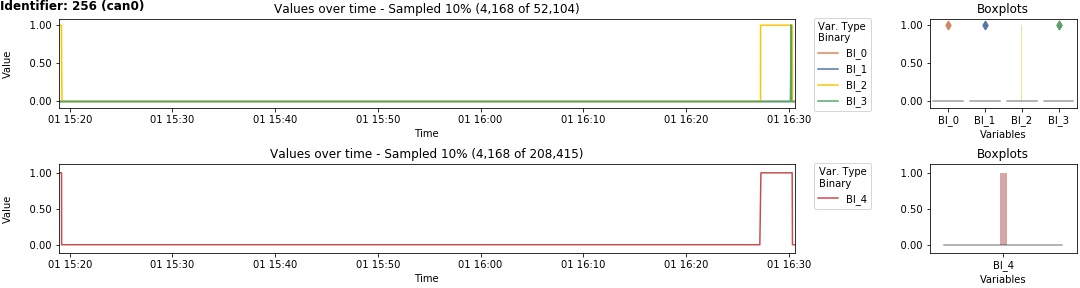 Identifier: 256 (can0)
Values over time - Sampled 10% (4,168 of 52,104)
Value
1.00
0.50
0.00
01 15:20 01 15:30 01 15:40 01 15:50 01 16:00 01 16:10 01 16:20 01 16:30
Time
Var. Type
Binary
BI_0
BI_1
BI_2
BI_3
Boxplots
1.00
0.50
0.00
BI_0 BI_1 BI_2 BI_3
Variables
Values over time - Sampled 10% (4,168 of 208,415)
Value
1.00
0.50
0.00
01 15:20 01 15:30 01 15:40 01 15:50 01 16:00 01 16:10 01 16:20 01 16:30
Time
Var. Type
Binary
BI_4
Boxplots
1.00
0.50
0.00
BI_4
Variables